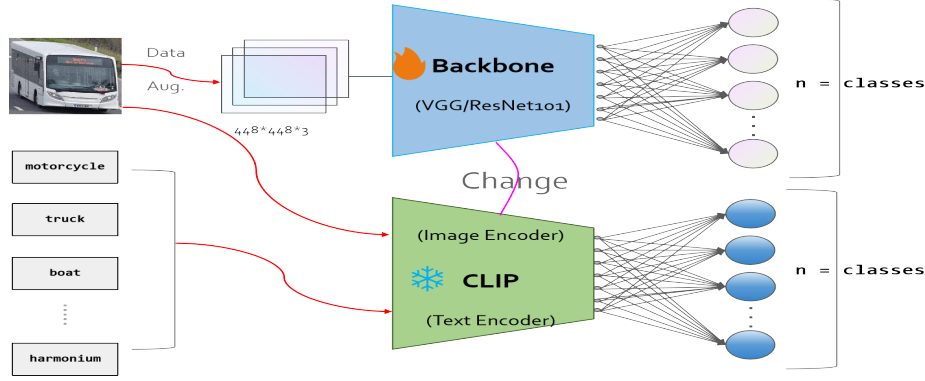 Data
Aug.
448*448*3
Backbone
(VGG/ResNet101)
n = classes
Change
motorcycle
truck
boat
harmonium
(Image Encoder)
CLIP
(Text Encoder)
n = classes